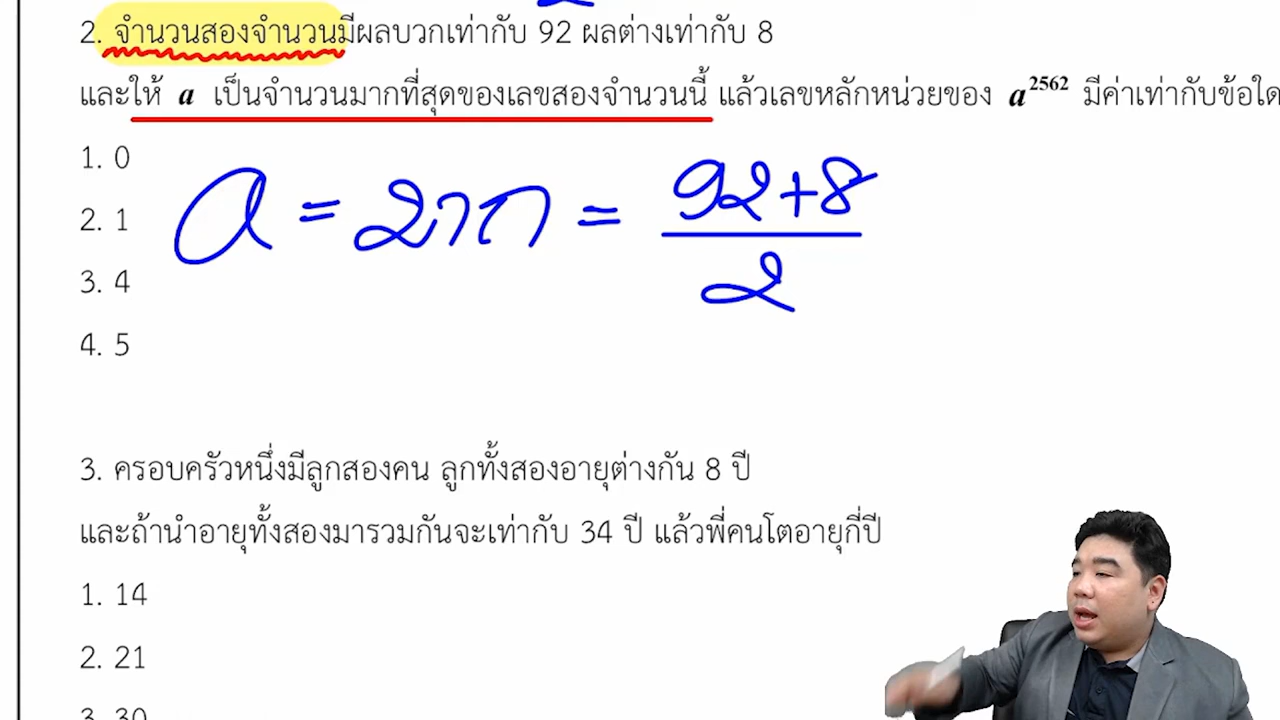 2. จำนวนสองจำนวนมีผลบวกเท่ากับ 92 ผลต่างเท่ากับ 8
และให้ a เป็นจำนวนมากที่สุดของเลขสองจำนวนนี้ แล้วเลขหลักหน่วยของ a²⁵⁶² มีค่าเท่ากับข้อใด
1. 0
2. 1
3. 4
4. 5
a = มาก = (92+8)/2
3. ครอบครัวหนึ่งมีลูกสองคน ลูกทั้งสองอายุต่างกัน 8 ปี
และถ้านำอายุทั้งสองมารวมกันจะเท่ากับ 34 ปี แล้วพี่คนโตอายุกี่ปี
1. 14
2. 21
3. 30